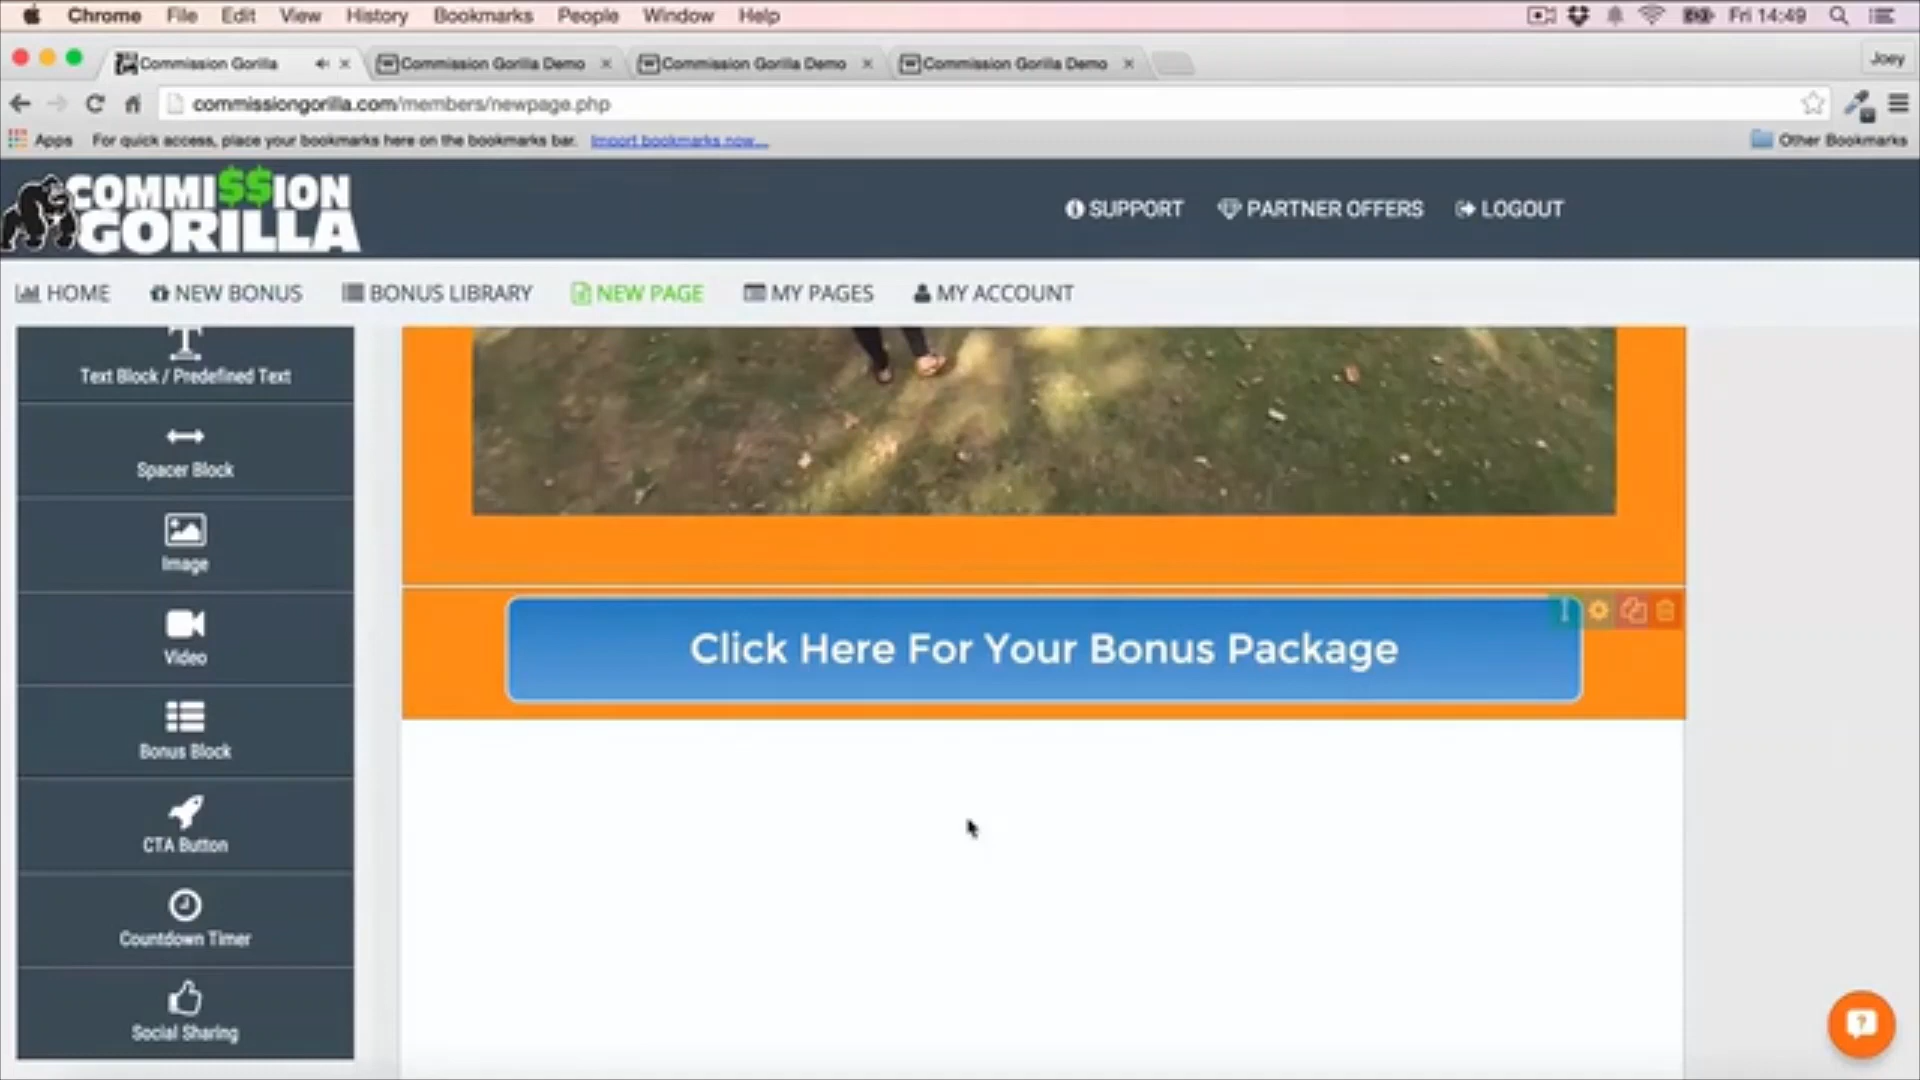 Chrome File Edit View History Bookmarks People Window Help Fri 14:49
Commission Gorilla Commission Gorilla Demo Commission Gorilla Demo Commission Gorilla Demo Joey
commissiongorilla.com/members/newpage.php
Apps For quick access, place your bookmarks here on the bookmarks bar. Import bookmarks now... Other Bookmarks
COMMI$$ION
GORILLA
SUPPORT PARTNER OFFERS LOGOUT
HOME NEW BONUS BONUS LIBRARY NEW PAGE MY PAGES MY ACCOUNT
Text Block / Predefined Text
Spacer Block
Image
Video
Bonus Block
CTA Button
Countdown Timer
Social Sharing
Click Here For Your Bonus Package